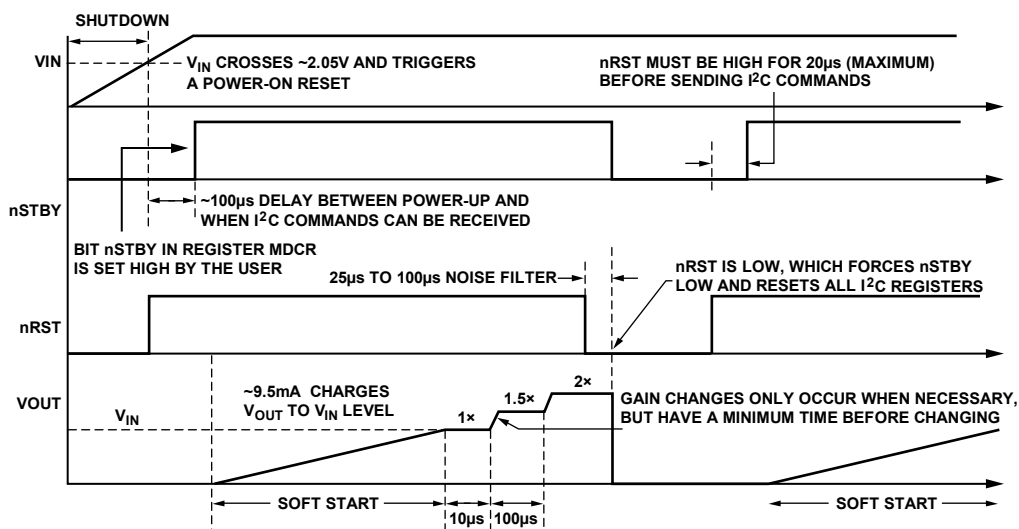 SHUTDOWN
VIN
VIN CROSSES ~2.05V AND TRIGGERS
A POWER-ON RESET
nRST MUST BE HIGH FOR 20µs (MAXIMUM)
BEFORE SENDING I2C COMMANDS
nSTBY
~100µs DELAY BETWEEN POWER-UP AND
WHEN I2C COMMANDS CAN BE RECEIVED
BIT nSTBY IN REGISTER MDCR
IS SET HIGH BY THE USER
25µs TO 100µs NOISE FILTER
nRST IS LOW, WHICH FORCES nSTBY
LOW AND RESETS ALL I2C REGISTERS
nRST
VOUT
VIN
~9.5mA CHARGES
VOUT TO VIN LEVEL
1×
1.5×
2×
GAIN CHANGES ONLY OCCUR WHEN NECESSARY,
BUT HAVE A MINIMUM TIME BEFORE CHANGING
SOFT START
10µs
100µs
SOFT START